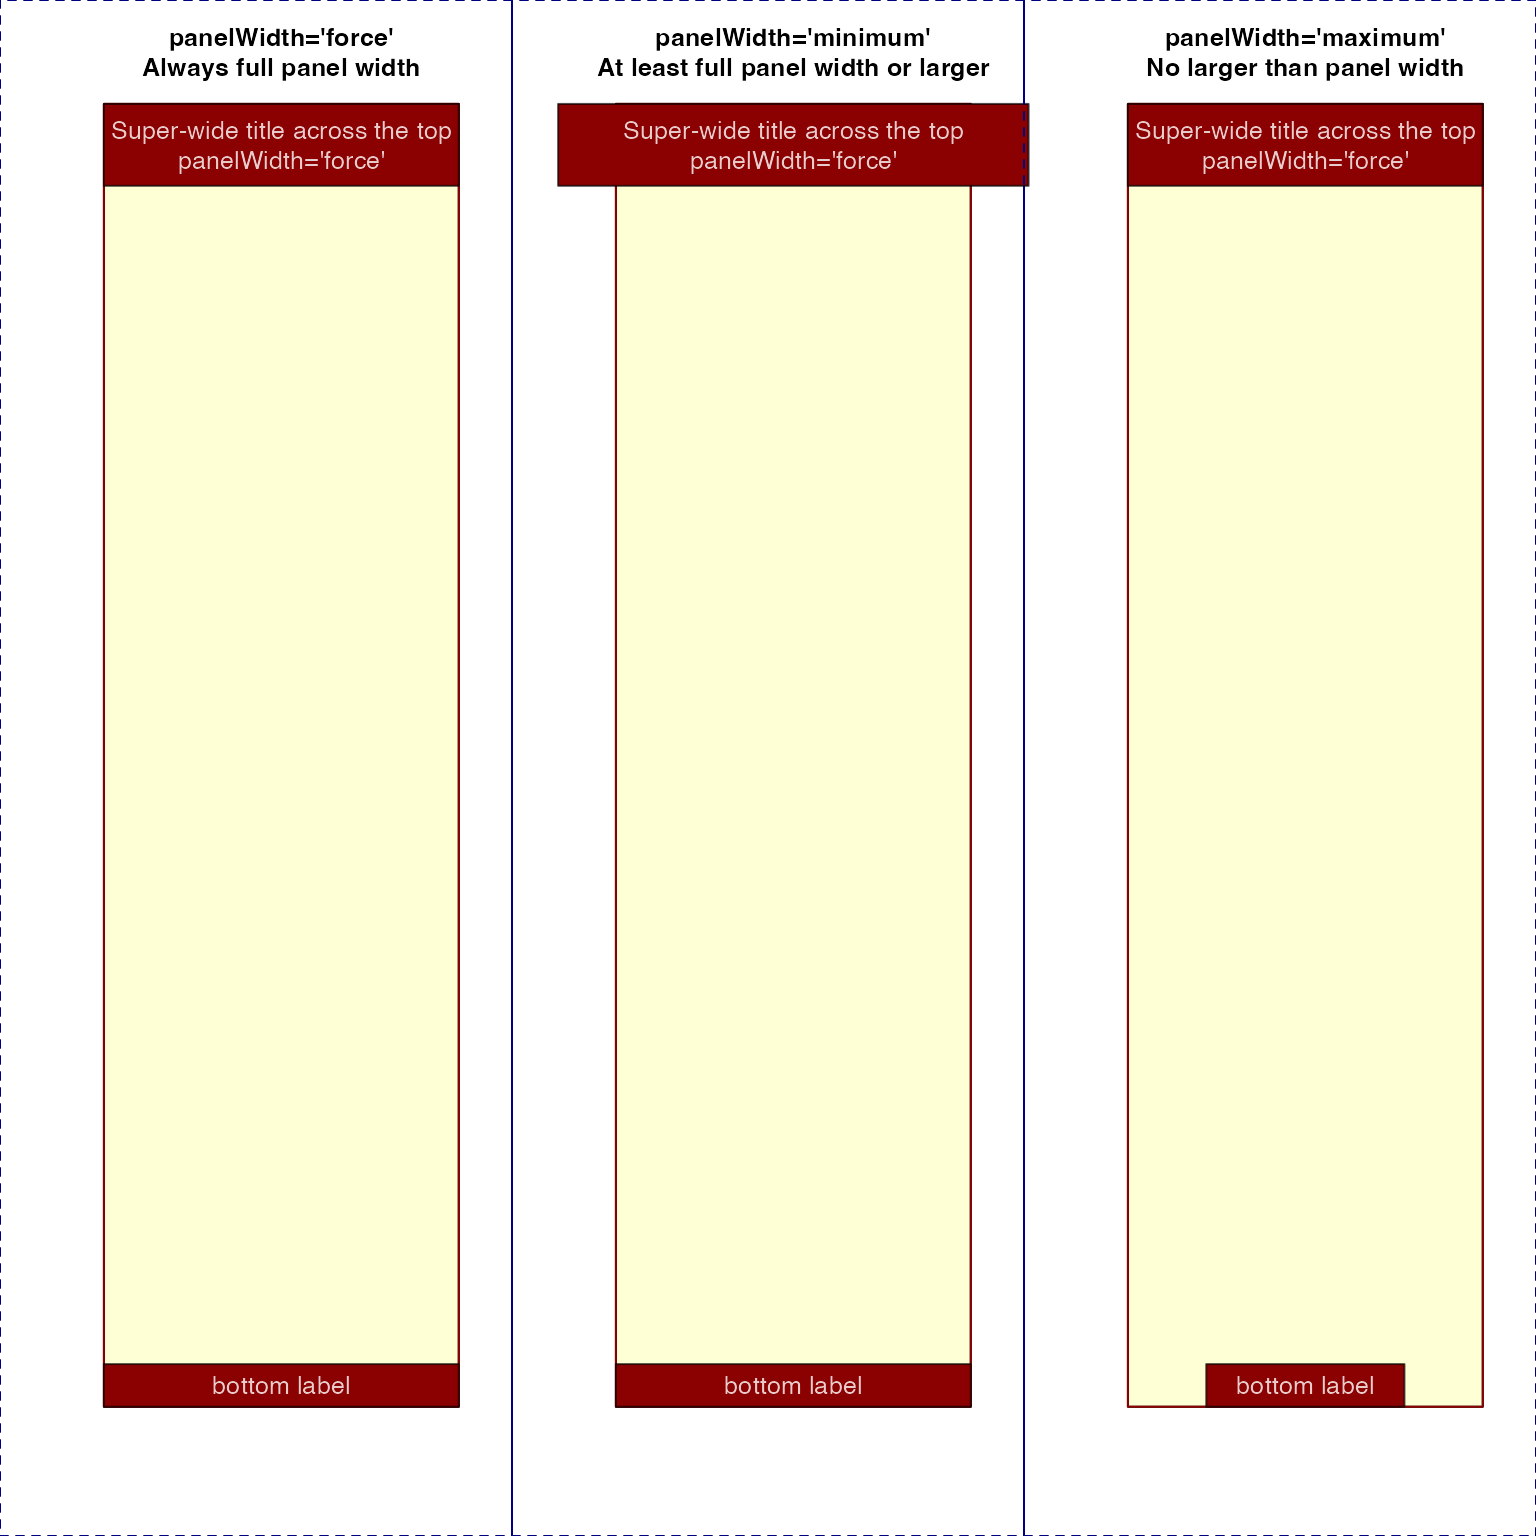 panelWidth='force'
Always full panel width
Super-wide title across the top
panelWidth='force'
bottom label
panelWidth='minimum'
At least full panel width or larger
Super-wide title across the top
panelWidth='force'
bottom label
panelWidth='maximum'
No larger than panel width
Super-wide title across the top
panelWidth='force'
bottom label